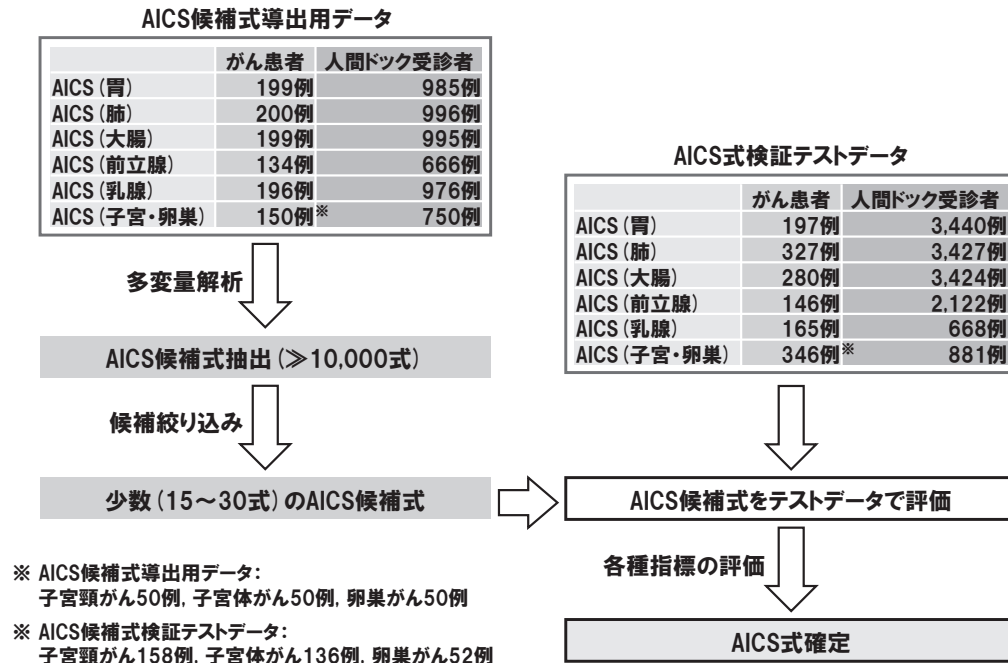 AICS候補式導出用データ
がん患者 人間ドック受診者
AICS（胃） 199例 985例
AICS（肺） 200例 996例
AICS（大腸） 199例 995例
AICS（前立腺） 134例 666例
AICS（乳腺） 196例 976例
AICS（子宮・卵巣） 150例※ 750例
多変量解析
AICS候補式抽出（≫10,000式）
候補絞り込み
少数（15～30式）のAICS候補式
AICS式検証テストデータ
がん患者 人間ドック受診者
AICS（胃） 197例 3,440例
AICS（肺） 327例 3,427例
AICS（大腸） 280例 3,424例
AICS（前立腺） 146例 2,122例
AICS（乳腺） 165例 668例
AICS（子宮・卵巣） 346例※ 881例
AICS候補式をテストデータで評価
各種指標の評価
AICS式確定
※ AICS候補式導出用データ：
子宮頸がん50例, 子宮体がん50例, 卵巣がん50例
※ AICS候補式検証テストデータ：
子宮頸がん158例, 子宮体がん136例, 卵巣がん52例